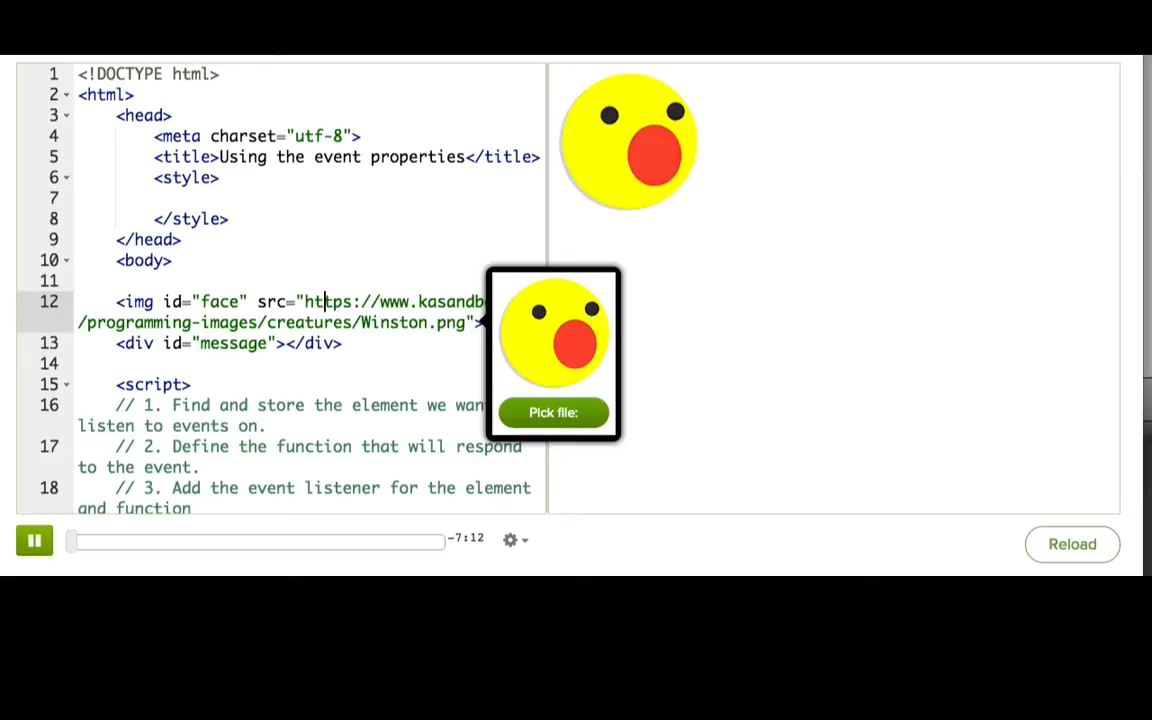 1 <!DOCTYPE html>
2 <html>
3 <head>
4 <meta charset="utf-8">
5 <title>Using the event properties</title>
6 <style>
7
8 </style>
9 </head>
10 <body>
11
12 <img id="face" src="https://www.kasandb
/programming-images/creatures/Winston.png">
13 <div id="message"></div>
14
15 <script>
16 // 1. Find and store the element we wan
listen to events on.
17 // 2. Define the function that will respond
to the event.
18 // 3. Add the event listener for the element
and function
Pick file:
-7:12
Reload